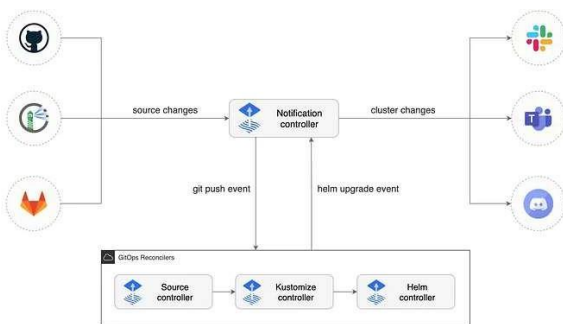 source changes
Notification
controller
cluster changes
git push event
helm upgrade event
GitOps Reconcilers
Source
controller
Kustomize
controller
Helm
controller